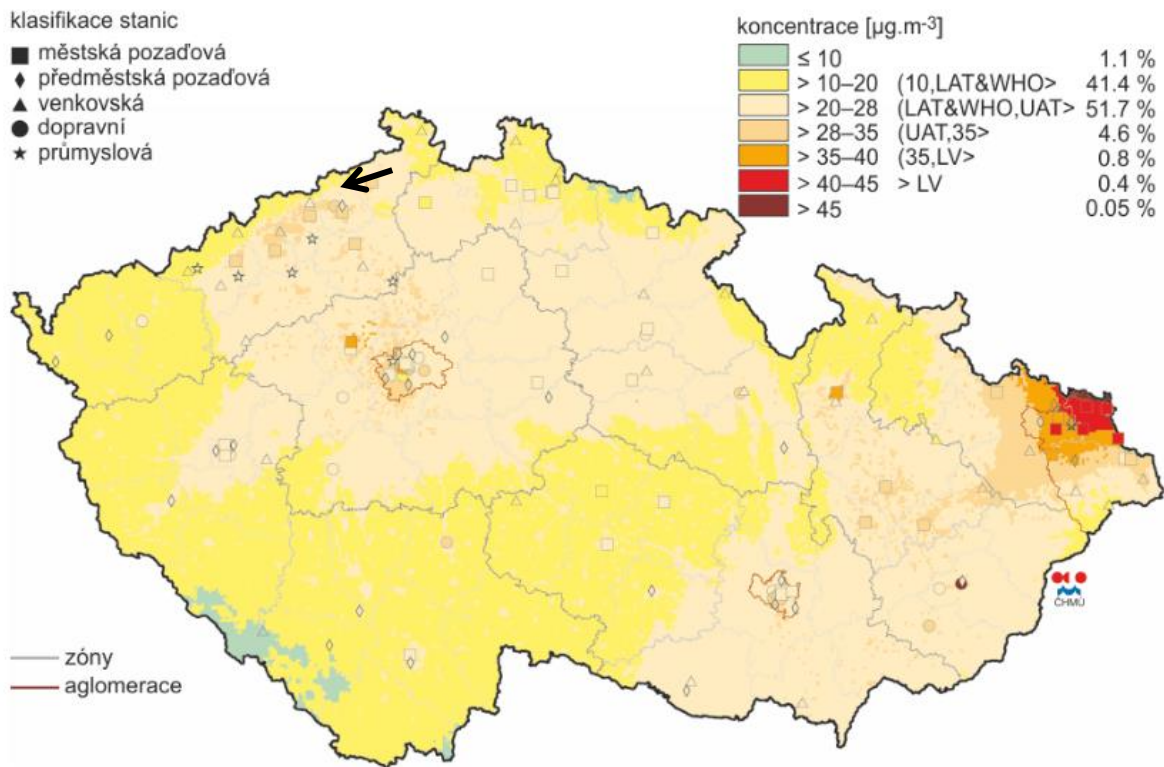 klasifikace stanic
městská pozaďová
předměstská pozaďová
venkovská
dopravní
průmyslová
koncentrace [µg.m-3]
≤ 10 1.1 %
> 10–20 (10,LAT&WHO> 41.4 %
> 20–28 (LAT&WHO,UAT> 51.7 %
> 28–35 (UAT,35> 4.6 %
> 35–40 (35,LV> 0.8 %
> 40–45 > LV 0.4 %
> 45 0.05 %
ČHMÚ
zóny
aglomerace